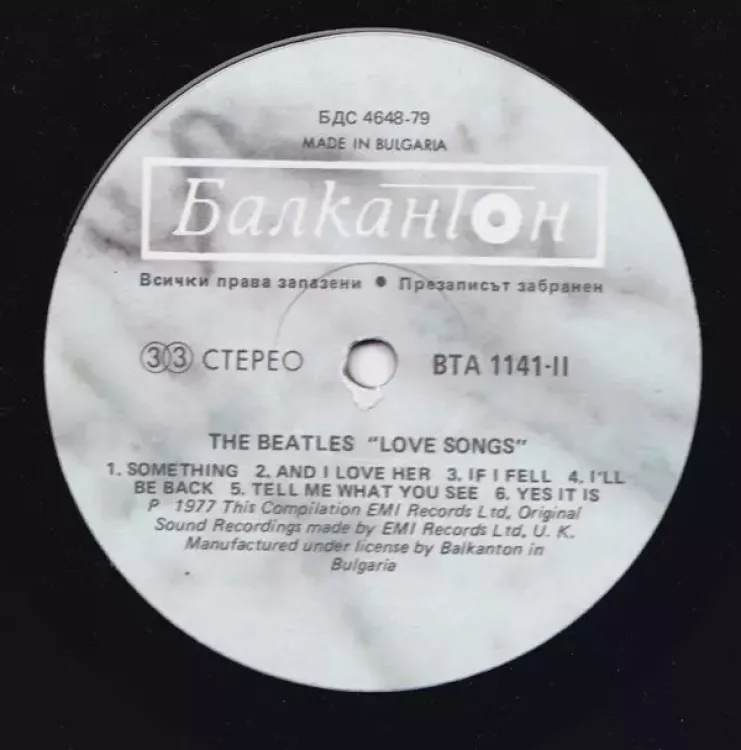 БДС 4648-79
MADE IN BULGARIA
Балкантон
Всички права запазени • Презаписът забранен
33 СТЕРЕО
ВТА 1141-II
THE BEATLES "LOVE SONGS"
1. SOMETHING 2. AND I LOVE HER 3. IF I FELL 4. I'LL
BE BACK 5. TELL ME WHAT YOU SEE 6. YES IT IS
P 1977 This Compilation EMI Records Ltd, Original
Sound Recordings made by EMI Records Ltd, U. K.
Manufactured under license by Balkanton in
Bulgaria